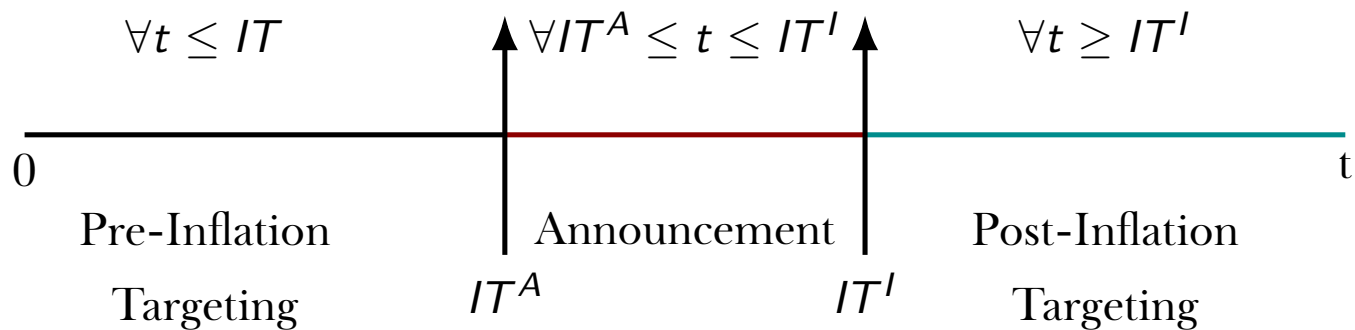 ∀t ≤ IT
∀IT^A ≤ t ≤ IT^I
∀t ≥ IT^I
0
t
Pre-Inflation
Targeting
Announcement
Post-Inflation
Targeting
IT^A
IT^I